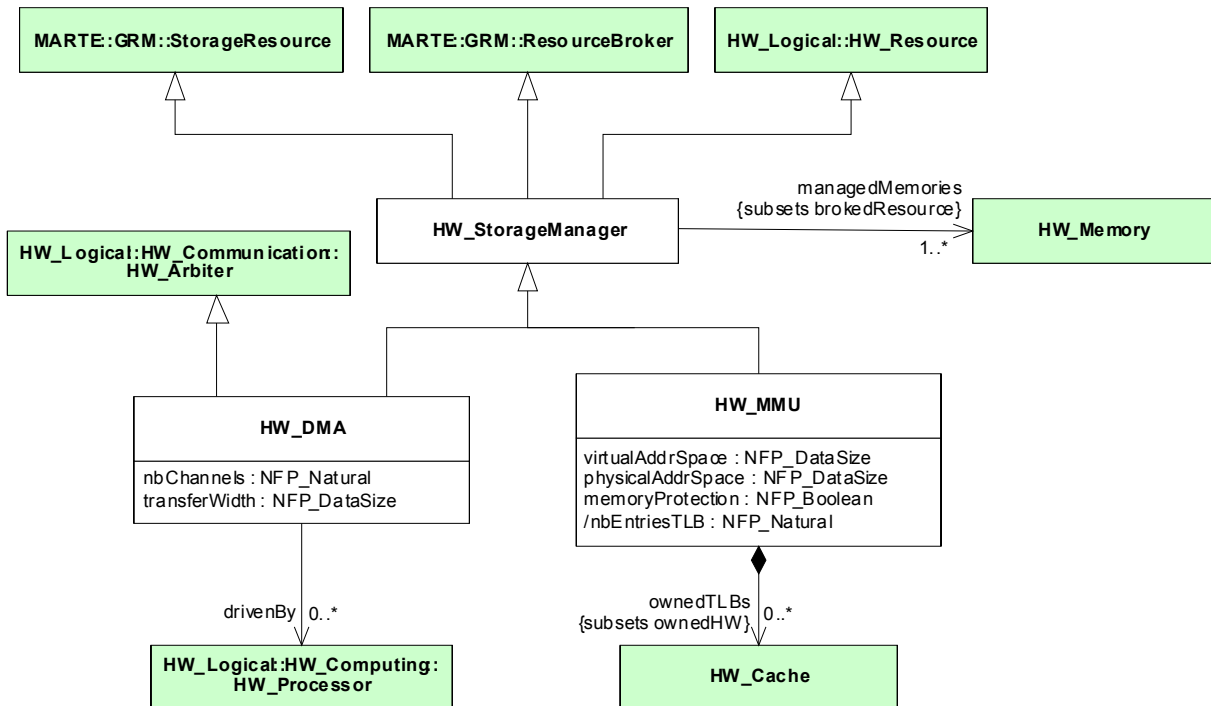 MARTE::GRM::StorageResource
MARTE::GRM::ResourceBroker
HW_Logical::HW_Resource
managedMemories
{subsets brokedResource}
1..*
HW_StorageManager
HW_Memory
HW_Logical::HW_Communication::
HW_Arbiter
HW_DMA
nbChannels : NFP_Natural
transferWidth : NFP_DataSize
HW_MMU
virtualAddrSpace : NFP_DataSize
physicalAddrSpace : NFP_DataSize
memoryProtection : NFP_Boolean
/nbEntriesTLB : NFP_Natural
drivenBy
0..*
ownedTLBs
{subsets ownedHW}
0..*
HW_Logical::HW_Computing::
HW_Processor
HW_Cache